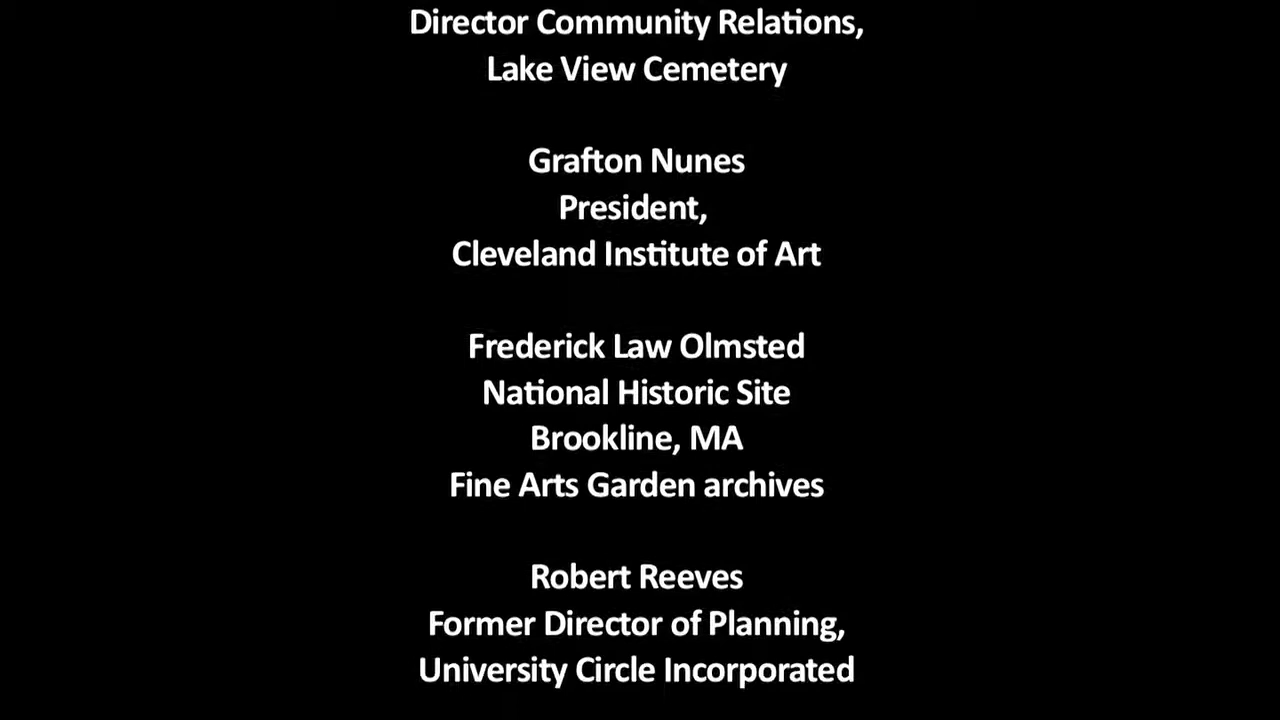 Director Community Relations,
Lake View Cemetery
Grafton Nunes
President,
Cleveland Institute of Art
Frederick Law Olmsted
National Historic Site
Brookline, MA
Fine Arts Garden archives
Robert Reeves
Former Director of Planning,
University Circle Incorporated